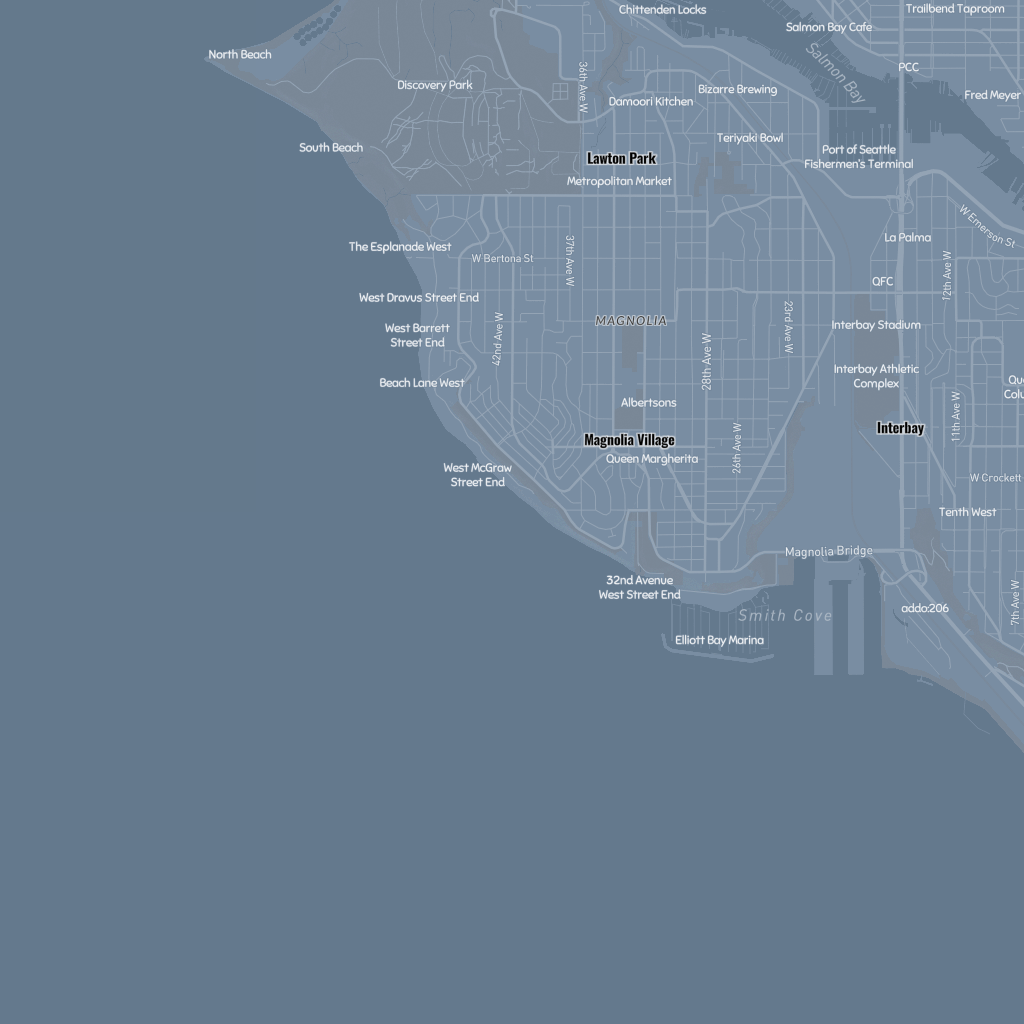 Chittenden Locks
Trailbend Taproom
Salmon Bay Cafe
North Beach
PCC
Salmon Bay
Discovery Park
36th Ave W
Bizarre Brewing
Fred Meyer
Damoori Kitchen
Teriyaki Bowl
South Beach
Port of Seattle
Fishermen's Terminal
Lawton Park
Metropolitan Market
W Emerson St
La Palma
The Esplanade West
W Bertona St
37th Ave W
12th Ave W
QFC
West Dravus Street End
MAGNOLIA
23rd Ave W
Interbay Stadium
West Barrett
Street End
42nd Ave W
28th Ave W
Interbay Athletic
Complex
Beach Lane West
Albertsons
11th Ave W
Interbay
Magnolia Village
26th Ave W
Queen Margherita
West McGraw
Street End
W Crockett
Tenth West
Magnolia Bridge
32nd Avenue
West Street End
7th Ave W
addo:206
Smith Cove
Elliott Bay Marina